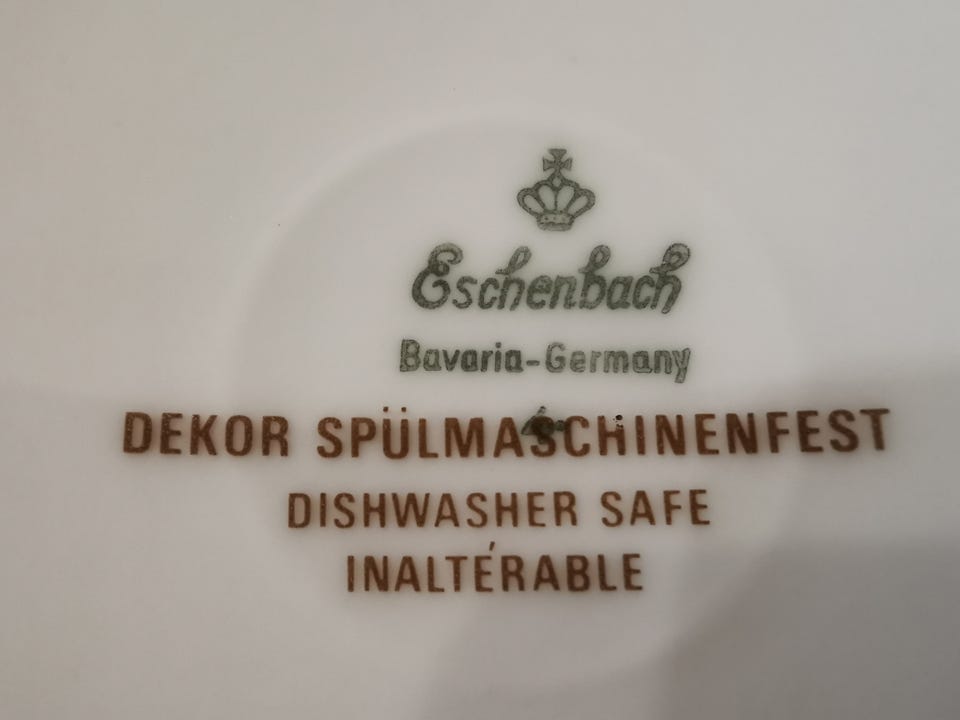 Eschenbach
Bavaria-Germany
DEKOR SPÜLMASCHINENFEST
DISHWASHER SAFE
INALTÉRABLE